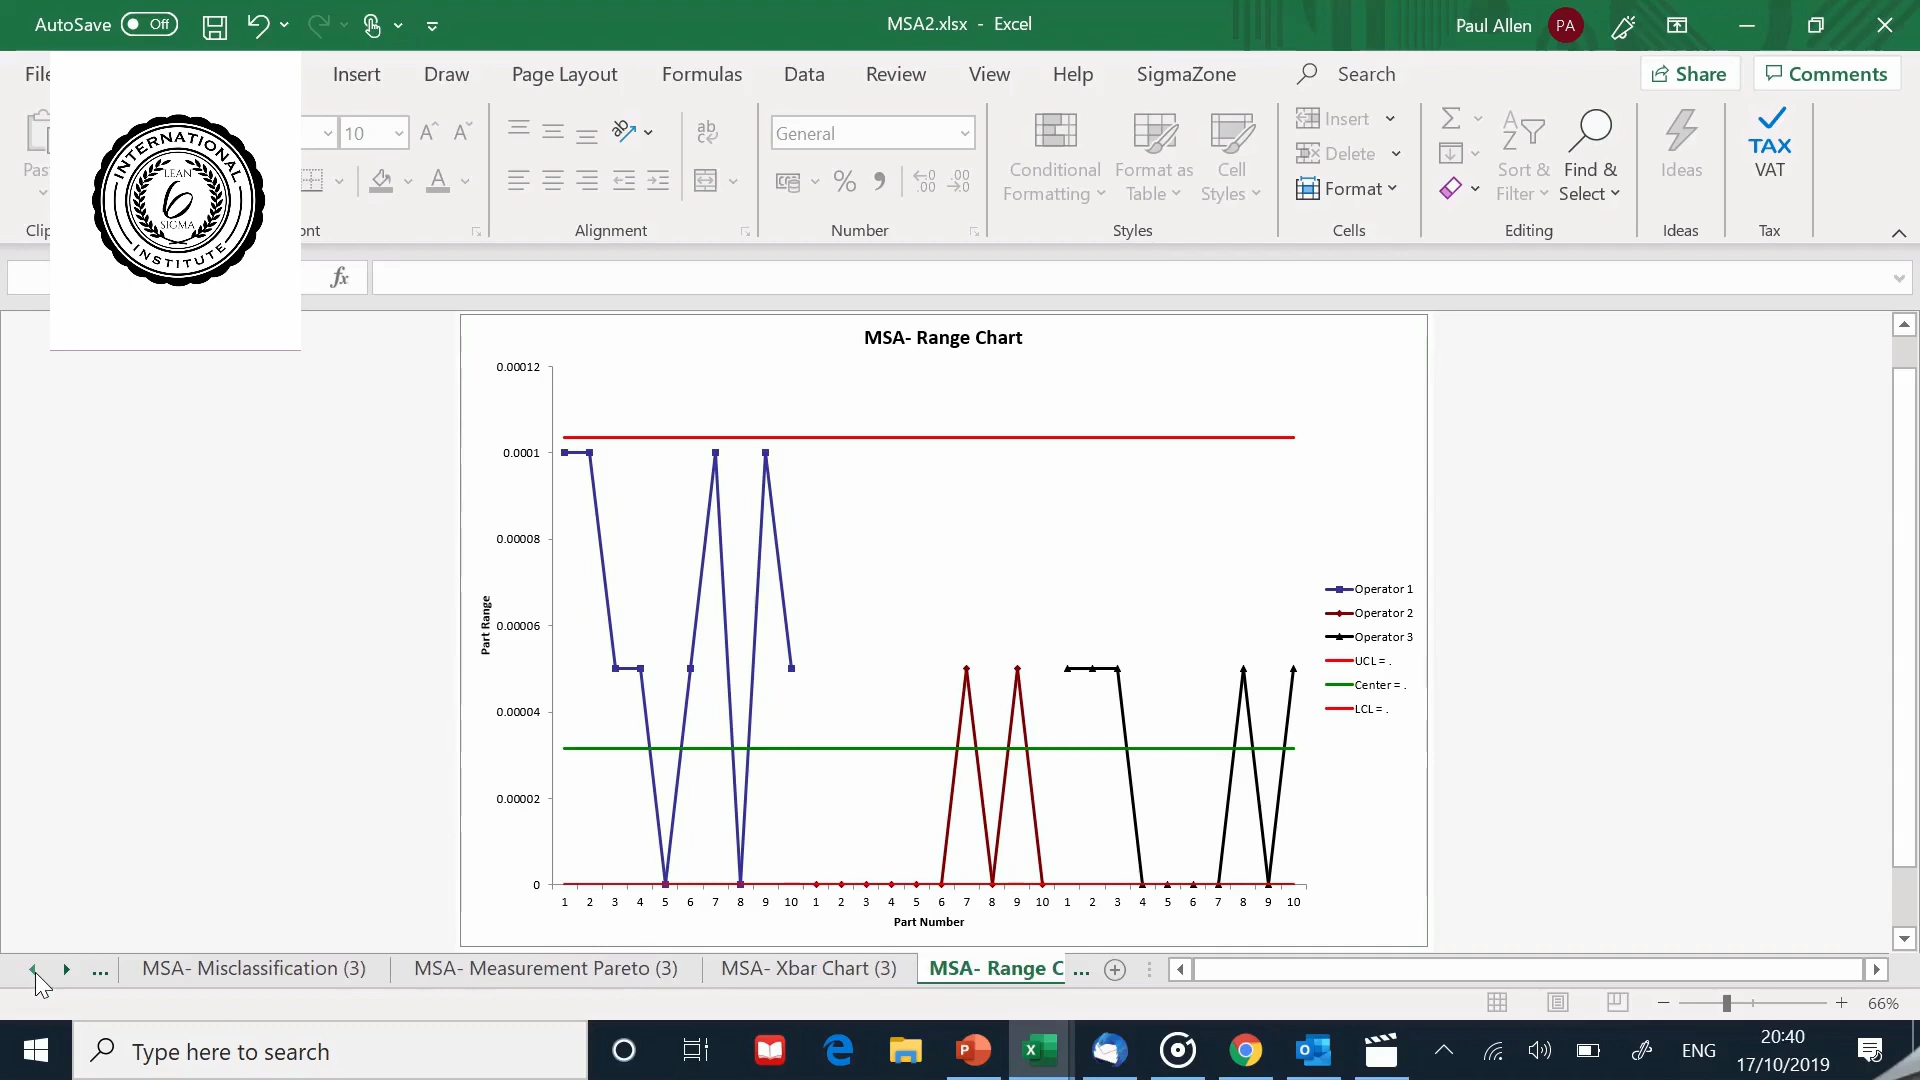 AutoSave Off
MSA2.xlsx - Excel
Paul Allen PA
Insert Draw Page Layout Formulas Data Review View Help SigmaZone Search
Share Comments
INTERNATIONAL
LEAN
6
SIGMA
INSTITUTE
10
General
Conditional
Formatting
Format as
Table
Cell
Styles
Insert
Delete
Format
Sort &
Filter
Find &
Select
Ideas
TAX
VAT
Alignment Number Styles Cells Editing Ideas Tax
fx
MSA- Range Chart
0.00012
0.0001
0.00008
0.00006
0.00004
0.00002
0
Part Range
1 2 3 4 5 6 7 8 9 10 1 2 3 4 5 6 7 8 9 10 1 2 3 4 5 6 7 8 9 10
Part Number
Operator 1
Operator 2
Operator 3
UCL = .
Center = .
LCL = .
... MSA- Misclassification (3) MSA- Measurement Pareto (3) MSA- Xbar Chart (3) MSA- Range C ...
66%
Type here to search
ENG
20:40
17/10/2019